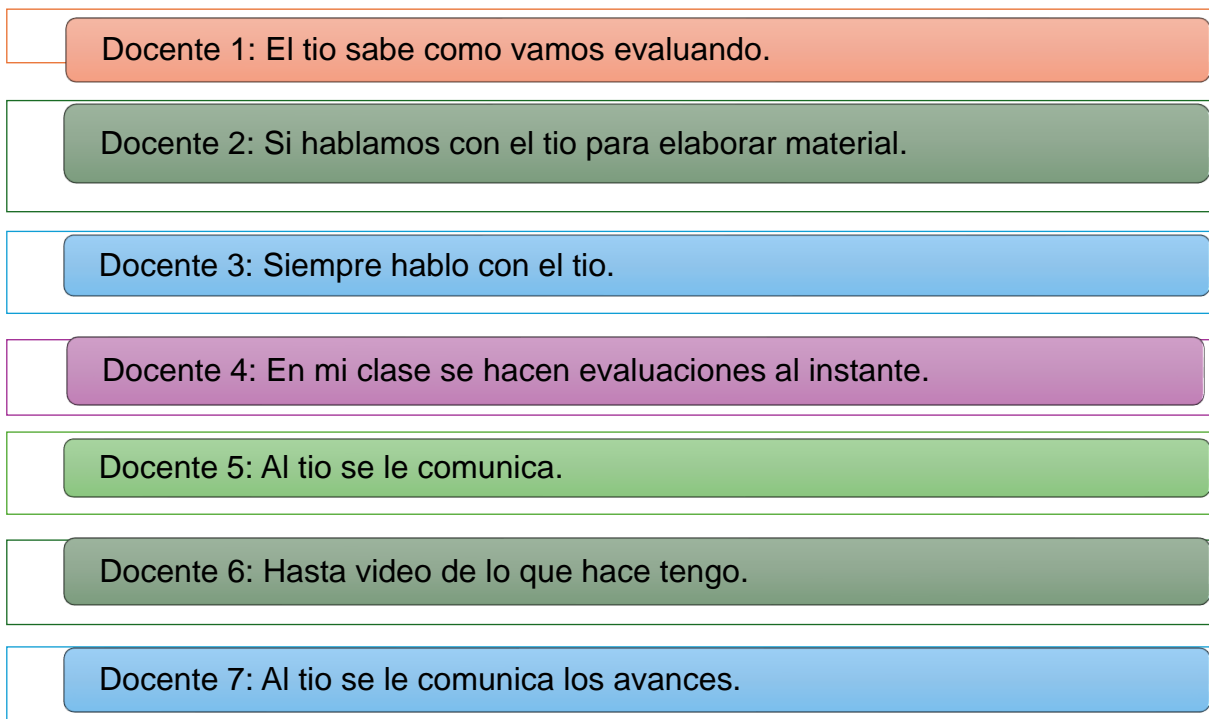 Docente 1: El tio sabe como vamos evaluando.
Docente 2: Si hablamos con el tio para elaborar material.
Docente 3: Siempre hablo con el tio.
Docente 4: En mi clase se hacen evaluaciones al instante.
Docente 5: Al tio se le comunica.
Docente 6: Hasta video de lo que hace tengo.
Docente 7: Al tio se le comunica los avances.